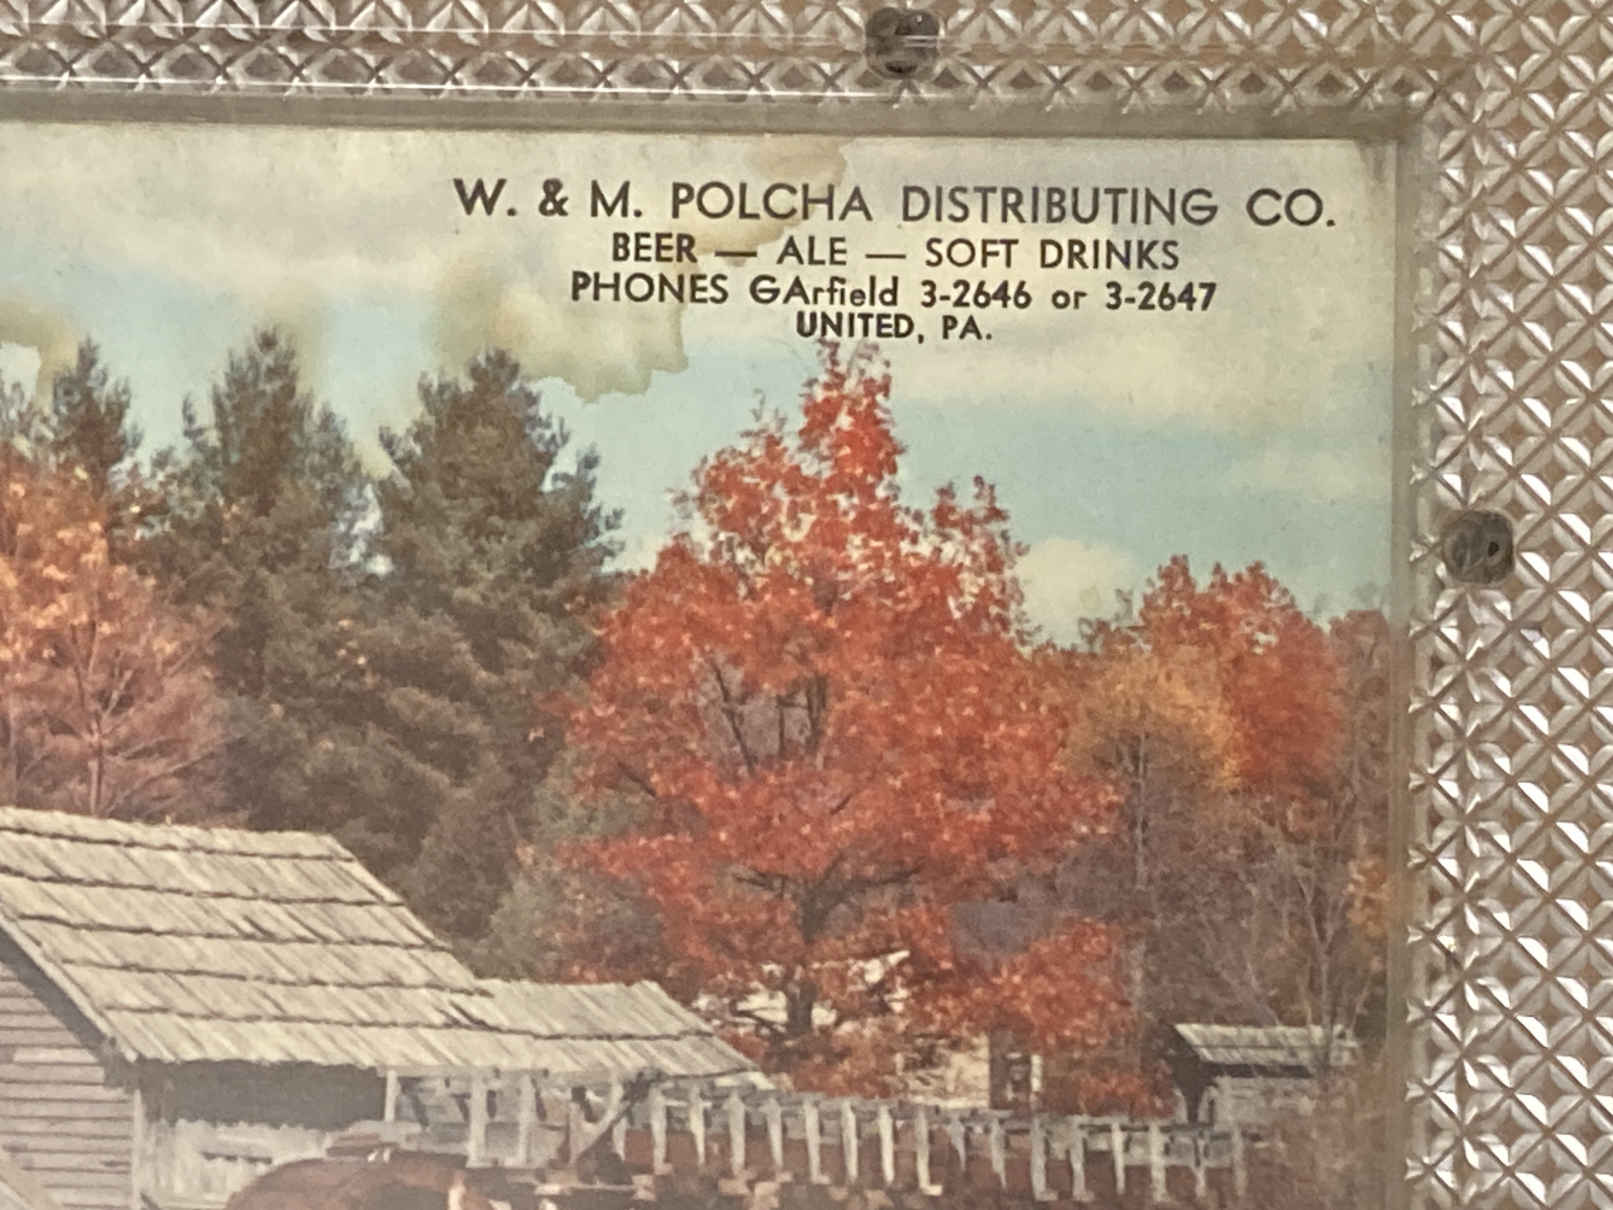 W. & M. POLCHA DISTRIBUTING CO.
BEER — ALE — SOFT DRINKS
PHONES GArfield 3-2646 or 3-2647
UNITED, PA.